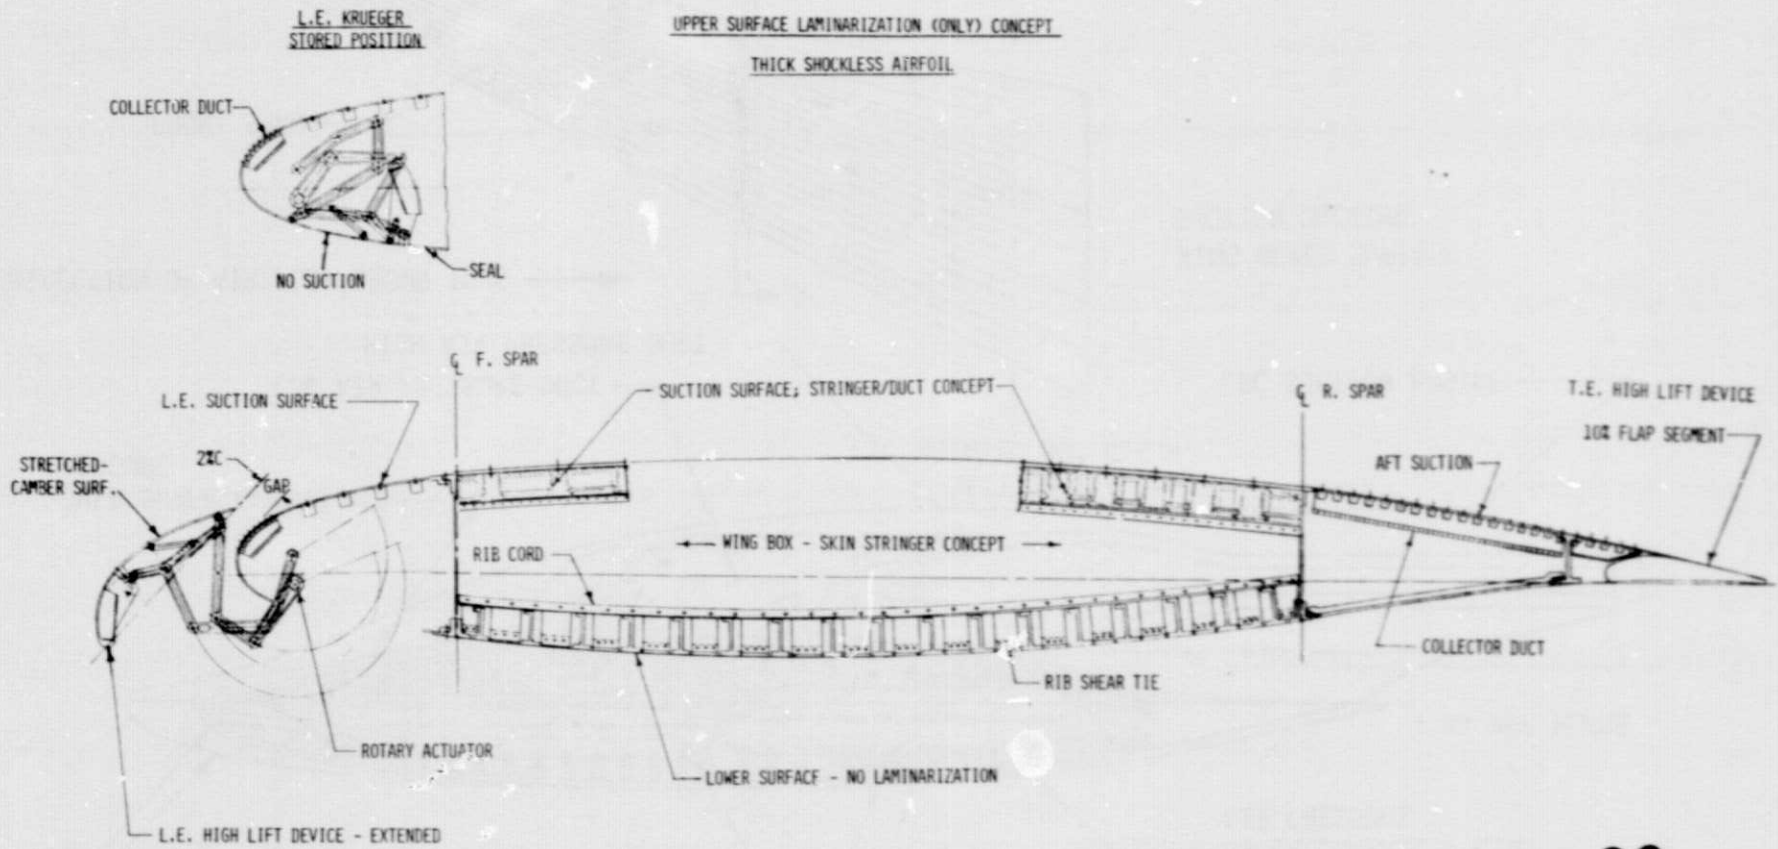 L.E. KRUEGER
STORED POSITION
UPPER SURFACE LAMINARIZATION (ONLY) CONCEPT
THICK SHOCKLESS AIRFOIL
COLLECTOR DUCT
NO SUCTION
SEAL
℄ F. SPAR
L.E. SUCTION SURFACE
SUCTION SURFACE; STRINGER/DUCT CONCEPT
℄ R. SPAR
T.E. HIGH LIFT DEVICE
10% FLAP SEGMENT
STRETCHED-
CAMBER SURF.
2%C
GAP
AFT SUCTION
RIB CORD
WING BOX - SKIN STRINGER CONCEPT
COLLECTOR DUCT
RIB SHEAR TIE
ROTARY ACTUATOR
LOWER SURFACE - NO LAMINARIZATION
L.E. HIGH LIFT DEVICE - EXTENDED